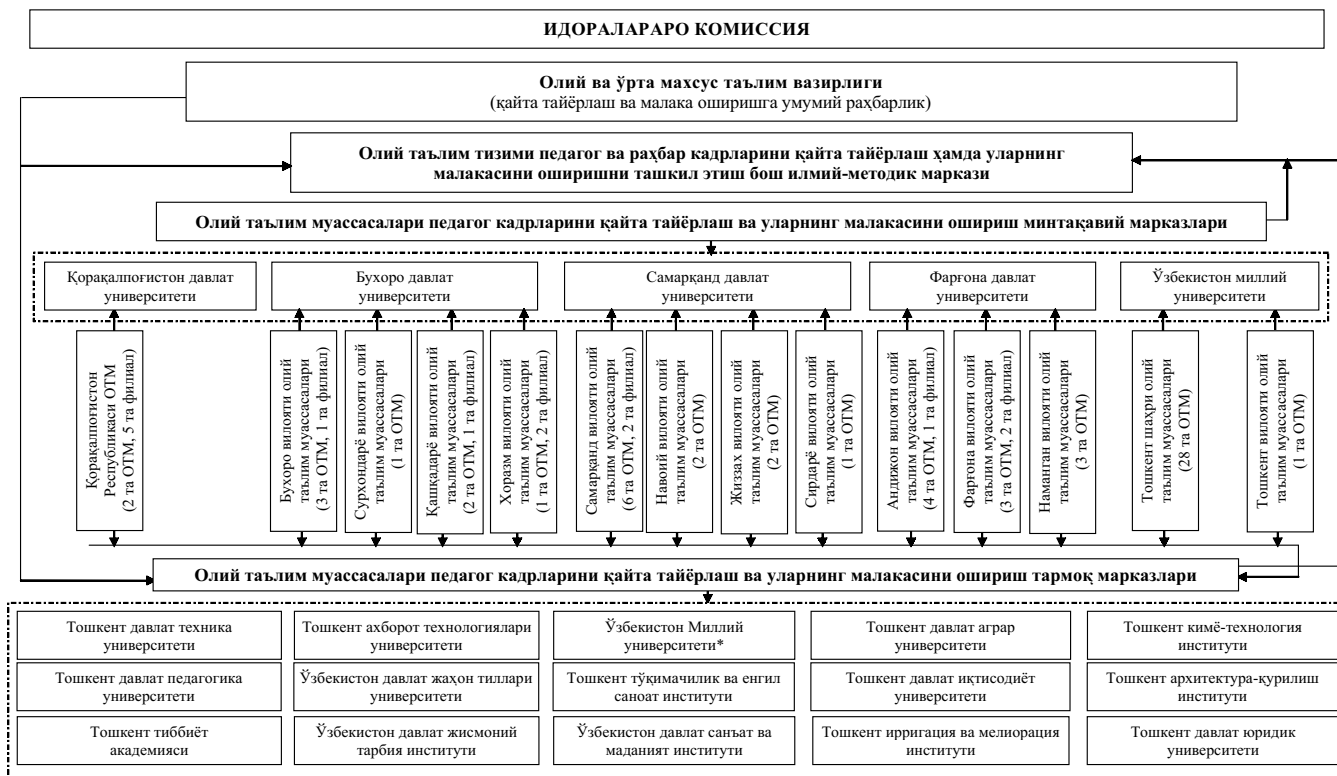 ИДОРАЛАРАРО КОМИССИЯ
Олий ва ўрта махсус таълим вазирлиги
(қайта тайёрлаш ва малака оширишга умумий раҳбарлик)
Олий таълим тизими педагог ва раҳбар кадрларини қайта тайёрлаш ҳамда уларнинг
малакасини оширишни ташкил этиш бош илмий-методик маркази
Олий таълим муассасалари педагог кадрларини қайта тайёрлаш ва уларнинг малакасини ошириш минтақавий марказлари
Қорақалпоғистон давлат
университети
Бухоро давлат
университети
Самарқанд давлат
университети
Фарғона давлат
университети
Ўзбекистон миллий
университети
Қорақалпоғистон
Республикаси ОТМ
(2 та ОТМ, 5 та филиал)
Бухоро вилояти олий
таълим муассасалари
(3 та ОТМ, 1 та филиал)
Сурхондарё вилояти олий
таълим муассасалари
(1 та ОТМ)
Қашқадарё вилояти олий
таълим муассасалари
(2 та ОТМ, 1 та филиал)
Хоразм вилояти олий
таълим муассасалари
(1 та ОТМ, 2 та филиал)
Самарқанд вилояти олий
таълим муассасалари
(6 та ОТМ, 2 та филиал)
Навоий вилояти олий
таълим муассасалари
(2 та ОТМ)
Жиззах вилояти олий
таълим муассасалари
(2 та ОТМ)
Сирдарё вилояти олий
таълим муассасалари
(1 та ОТМ)
Андижон вилояти олий
таълим муассасалари
(4 та ОТМ, 1 та филиал)
Фарғона вилояти олий
таълим муассасалари
(3 та ОТМ, 2 та филиал)
Наманган вилояти олий
таълим муассасалари
(3 та ОТМ)
Тошкент шаҳри олий
таълим муассасалари
(28 та ОТМ)
Тошкент вилояти олий
таълим муассасалари
(1 та ОТМ)
Олий таълим муассасалари педагог кадрларини қайта тайёрлаш ва уларнинг малакасини ошириш тармоқ марказлари
Тошкент давлат техника
университети
Тошкент ахборот технологиялари
университети
Ўзбекистон Миллий
университети*
Тошкент давлат аграр
университети
Тошкент кимё-технология
институти
Тошкент давлат педагогика
университети
Ўзбекистон давлат жаҳон тиллари
университети
Тошкент тўқимачилик ва енгил
саноат институти
Тошкент давлат иқтисодиёт
университети
Тошкент архитектура-қурилиш
институти
Тошкент тиббиёт
академияси
Ўзбекистон давлат жисмоний
тарбия институти
Ўзбекистон давлат санъат ва
маданият институти
Тошкент ирригация ва мелиорация
институти
Тошкент давлат юридик
университети